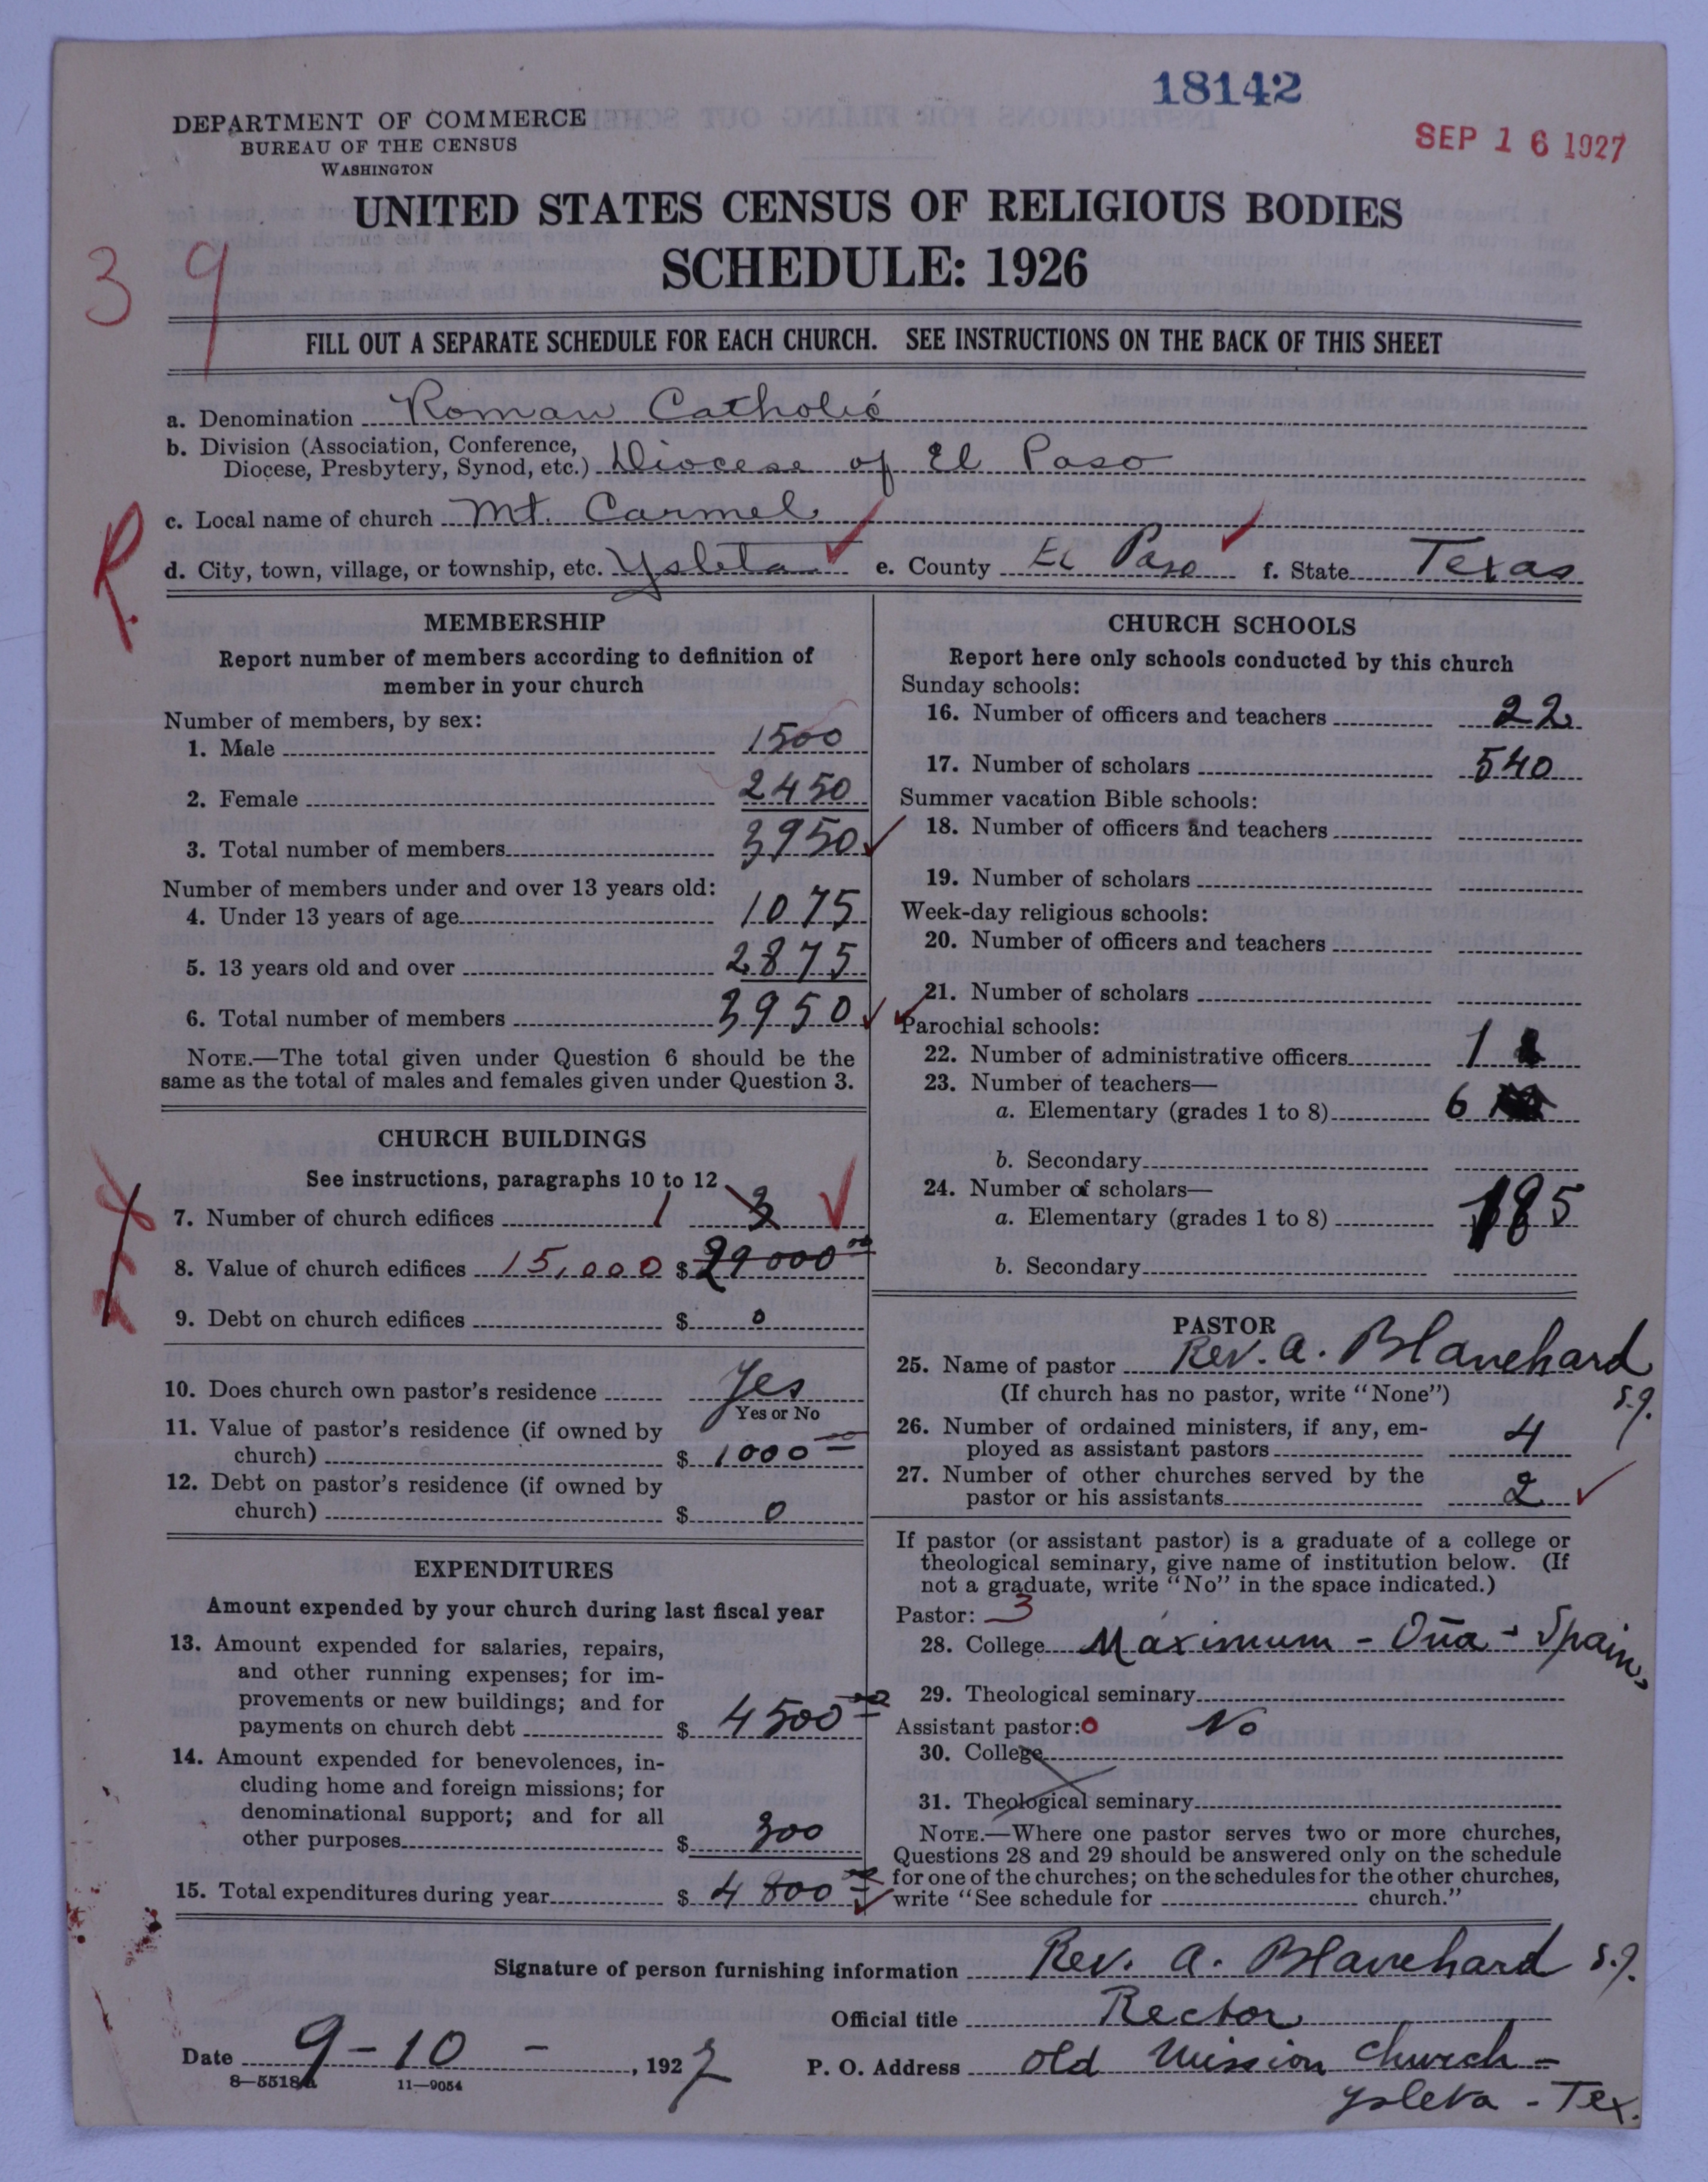 18142
SEP 16 1927
DEPARTMENT OF COMMERCE
BUREAU OF THE CENSUS
WASHINGTON
UNITED STATES CENSUS OF RELIGIOUS BODIES
SCHEDULE: 1926
39
FILL OUT A SEPARATE SCHEDULE FOR EACH CHURCH. SEE INSTRUCTIONS ON THE BACK OF THIS SHEET
a. Denomination Roman Catholic
b. Division (Association, Conference,
Diocese, Presbytery, Synod, etc.) Diocese of El Paso
c. Local name of church Mt. Carmel
R.
d. City, town, village, or township, etc. Ysleta e. County El Paso f. State Texas
MEMBERSHIP
Report number of members according to definition of
member in your church
Number of members, by sex:
1. Male 1500
2. Female 2450
3. Total number of members 3950
Number of members under and over 13 years old:
4. Under 13 years of age 1075
5. 13 years old and over 2875
6. Total number of members 3950
NOTE.—The total given under Question 6 should be the
same as the total of males and females given under Question 3.
CHURCH BUILDINGS
See instructions, paragraphs 10 to 12
7. Number of church edifices 1 3
8. Value of church edifices 15,000 $29000 00
9. Debt on church edifices $ 0
10. Does church own pastor's residence Yes
Yes or No
11. Value of pastor's residence (if owned by
church) $ 1000 00
12. Debt on pastor's residence (if owned by
church) $ 0
EXPENDITURES
Amount expended by your church during last fiscal year
13. Amount expended for salaries, repairs,
and other running expenses; for im-
provements or new buildings; and for
payments on church debt $ 4500 00
14. Amount expended for benevolences, in-
cluding home and foreign missions; for
denominational support; and for all
other purposes $ 300
15. Total expenditures during year $ 4800 00
CHURCH SCHOOLS
Report here only schools conducted by this church
Sunday schools:
16. Number of officers and teachers 22
17. Number of scholars 540
Summer vacation Bible schools:
18. Number of officers and teachers
19. Number of scholars
Week-day religious schools:
20. Number of officers and teachers
21. Number of scholars
Parochial schools:
22. Number of administrative officers 1
23. Number of teachers—
a. Elementary (grades 1 to 8) 6
b. Secondary
24. Number of scholars—
a. Elementary (grades 1 to 8) 185
b. Secondary
PASTOR
25. Name of pastor Rev. A. Blanchard
(If church has no pastor, write "None") S.J.
26. Number of ordained ministers, if any, em-
ployed as assistant pastors 4
27. Number of other churches served by the
pastor or his assistants 2
If pastor (or assistant pastor) is a graduate of a college or
theological seminary, give name of institution below. (If
not a graduate, write "No" in the space indicated.)
Pastor: 3
28. College Maximum - Oña - Spain
29. Theological seminary
Assistant pastor: 0 No
30. College
31. Theological seminary
NOTE.—Where one pastor serves two or more churches,
Questions 28 and 29 should be answered only on the schedule
for one of the churches; on the schedules for the other churches,
write "See schedule for church."
Signature of person furnishing information Rev. A. Blanchard S.J.
Official title Rector
Date 9-10-, 1927 P. O. Address Old Mission Church -
8—5518a 11—9054
Ysleta - Tex.